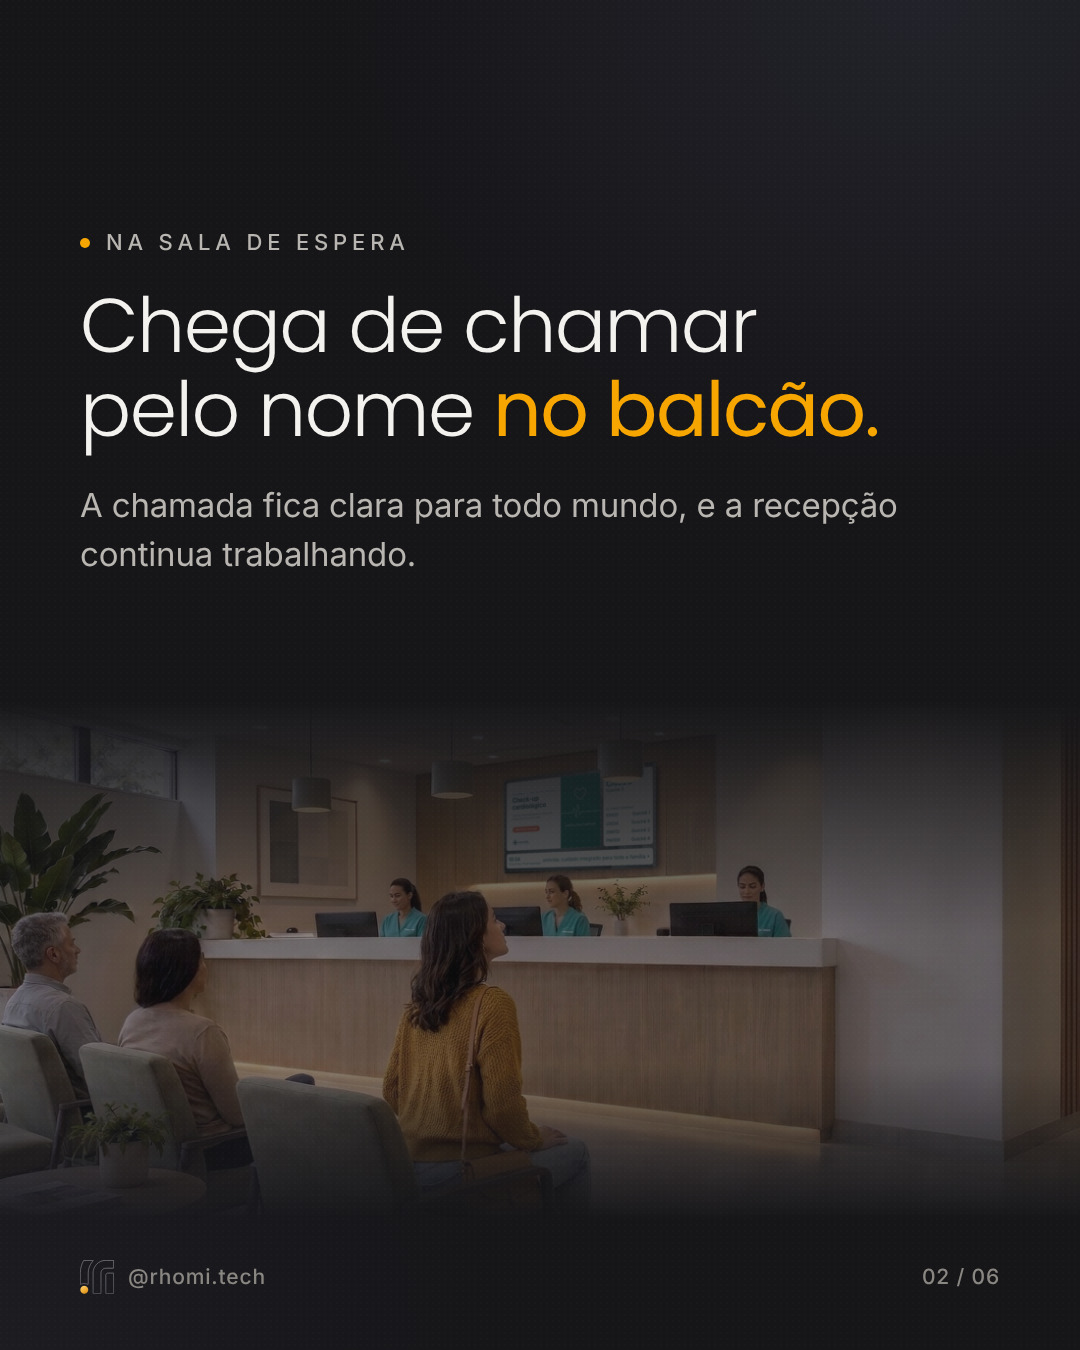 NA SALA DE ESPERA
Chega de chamar
pelo nome no balcão.
A chamada fica clara para todo mundo, e a recepção
continua trabalhando.
@rhomi.tech
02 / 06